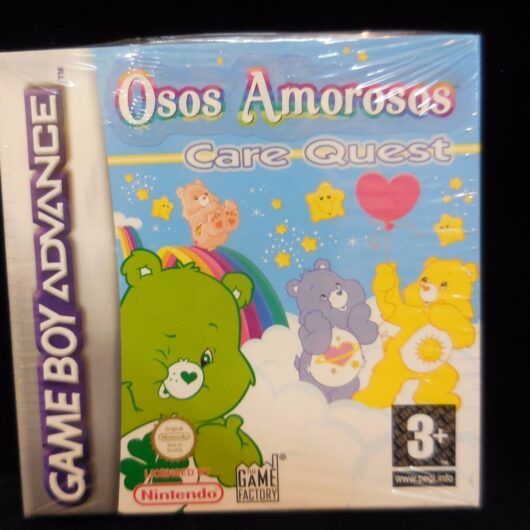 GAME BOY ADVANCE™
Osos Amorosos
Care Quest
Original
Nintendo
Seal of
Quality
LICENSED BY
Nintendo
THE
GAME
FACTORY®
3+
www.pegi.info